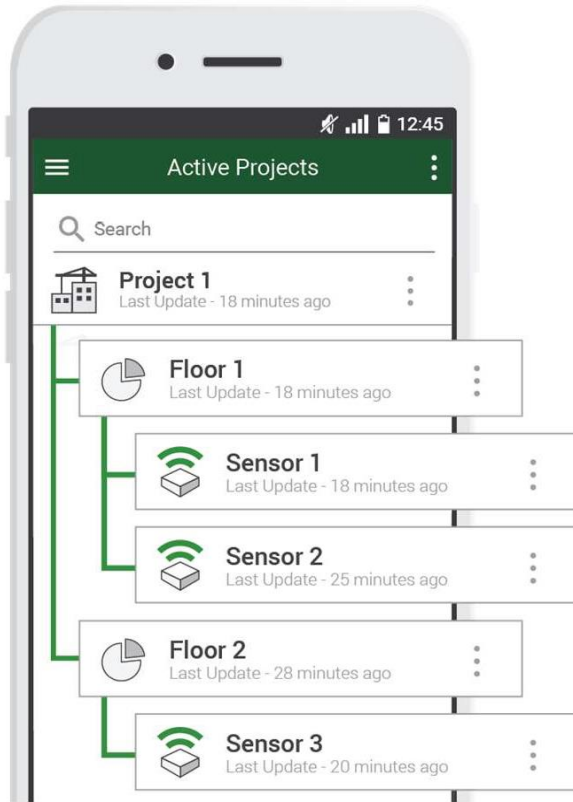 12:45
Active Projects
Search
Project 1
Last Update - 18 minutes ago
Floor 1
Last Update - 18 minutes ago
Sensor 1
Last Update - 18 minutes ago
Sensor 2
Last Update - 25 minutes ago
Floor 2
Last Update - 28 minutes ago
Sensor 3
Last Update - 20 minutes ago